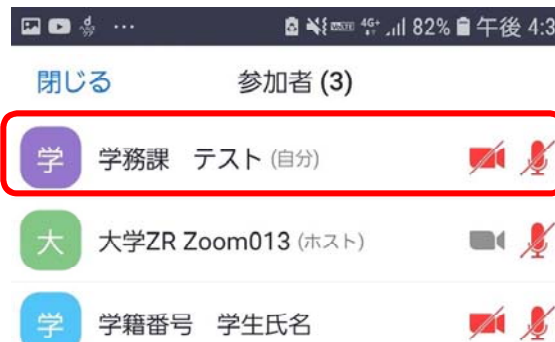 82% 午後 4:3
閉じる 参加者 (3)
学 学務課 テスト (自分)
大 大学ZR Zoom013 (ホスト)
学 学籍番号 学生氏名